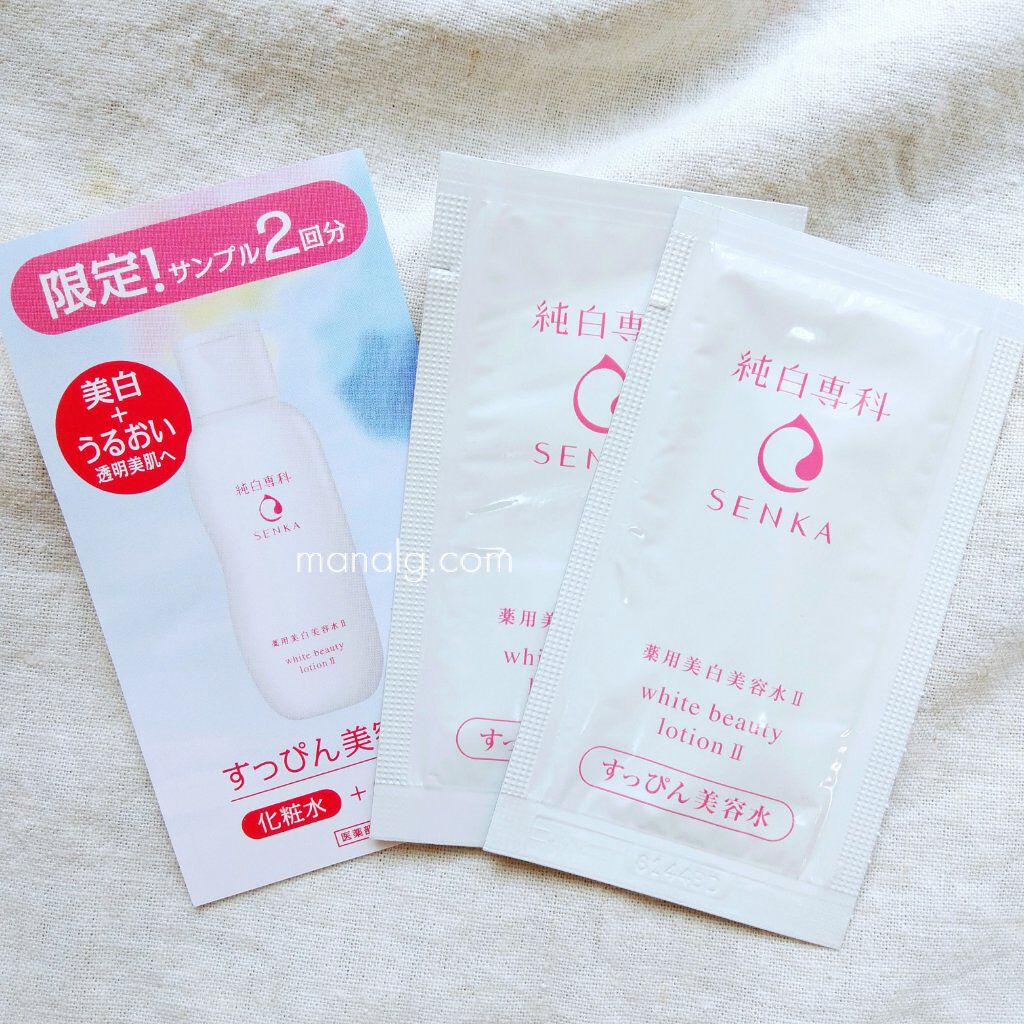 限定!サンプル2回分
美白
+
うるおい
透明美肌へ
純白専科
SENKA
薬用美白美容水Ⅱ
white beauty
lotion Ⅱ
すっぴん美容
化粧水 +
医薬部
純白専
SEN
薬用美
whi
すっ
純白専科
SENKA
薬用美白美容水Ⅱ
white beauty
lotion Ⅱ
すっぴん美容水
manalg.com